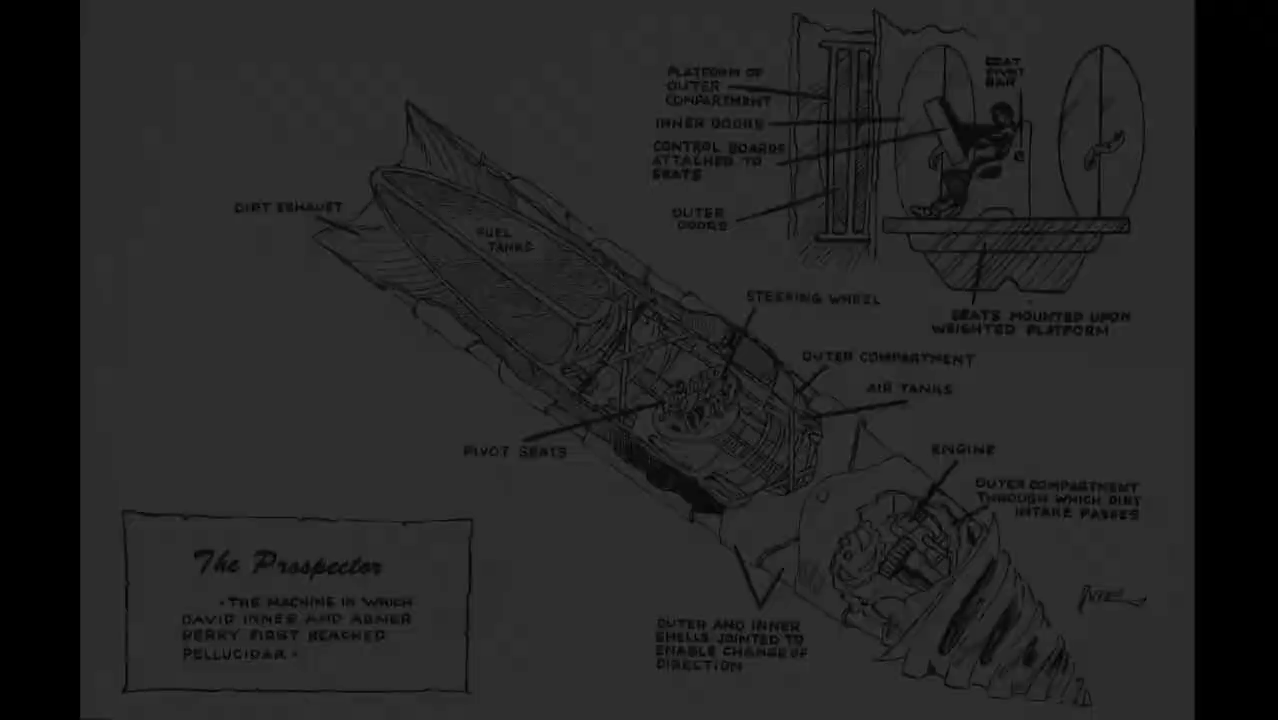 PLATFORM OF
OUTER
COMPARTMENT
INNER DOORS
CONTROL BOARDS
ATTACHED TO
SEATS
OUTER
DOORS
SEAT
PIVOT
BAR
SEATS MOUNTED UPON
WEIGHTED PLATFORM
DIRT EXHAUST
FUEL
TANKS
STEERING WHEEL
OUTER COMPARTMENT
AIR TANKS
PIVOT SEATS
ENGINE
OUTER COMPARTMENT
THROUGH WHICH DIRT
INTAKE PASSES
OUTER AND INNER
SHELLS JOINTED TO
ENABLE CHANGE OF
DIRECTION
The Prospector
- THE MACHINE IN WHICH
DAVID INNES AND ABNER
PERRY FIRST REACHED
PELLUCIDAR -